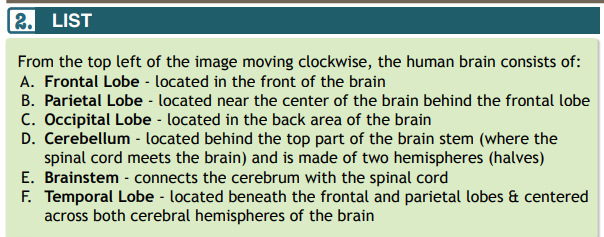 2. LIST
From the top left of the image moving clockwise, the human brain consists of:
A. Frontal Lobe - located in the front of the brain
B. Parietal Lobe - located near the center of the brain behind the frontal lobe
C. Occipital Lobe - located in the back area of the brain
D. Cerebellum - located behind the top part of the brain stem (where the
spinal cord meets the brain) and is made of two hemispheres (halves)
E. Brainstem - connects the cerebrum with the spinal cord
F. Temporal Lobe - located beneath the frontal and parietal lobes & centered
across both cerebral hemispheres of the brain